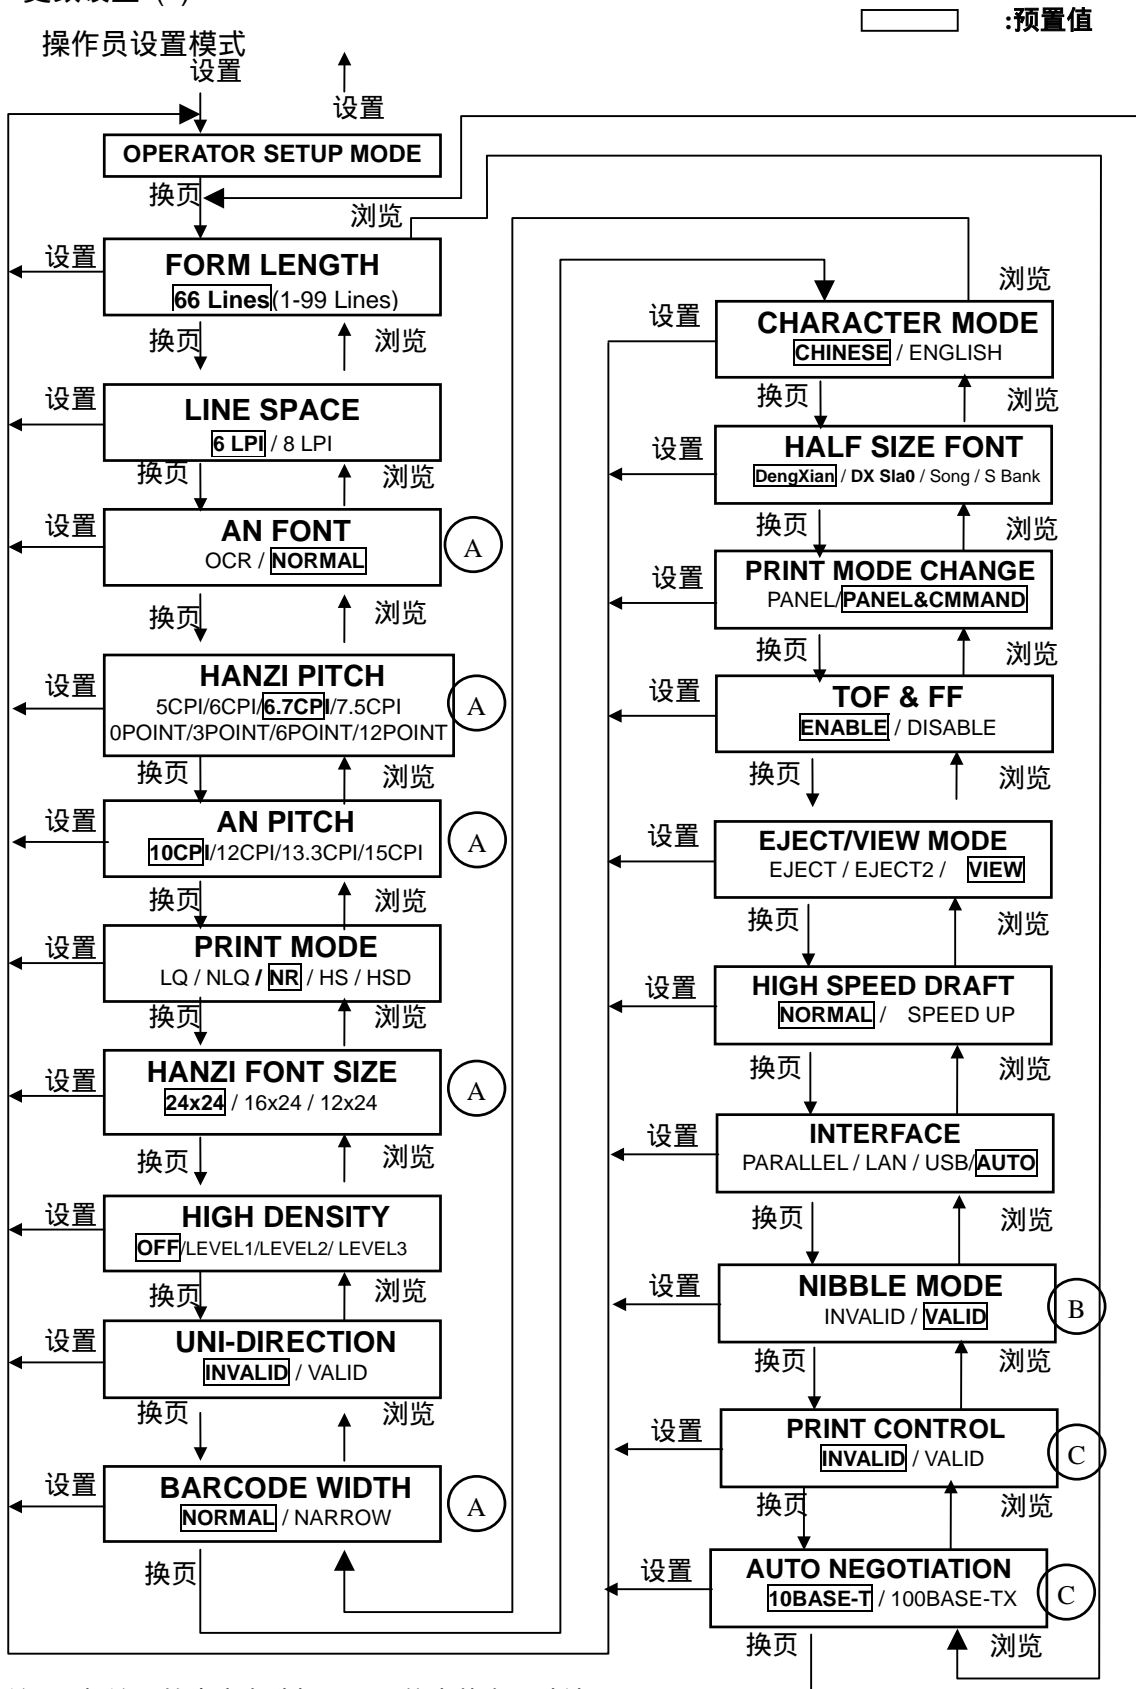 :预置值
操作员设置模式
设置
设置
OPERATOR SETUP MODE
换页
浏览
设置
FORM LENGTH
66 Lines(1-99 Lines)
换页
浏览
设置
LINE SPACE
6 LPI / 8 LPI
换页
浏览
设置
AN FONT
OCR / NORMAL
A
换页
浏览
设置
HANZI PITCH
5CPI/6CPI/6.7CPI/7.5CPI
0POINT/3POINT/6POINT/12POINT
A
换页
浏览
设置
AN PITCH
10CPI/12CPI/13.3CPI/15CPI
A
换页
浏览
设置
PRINT MODE
LQ / NLQ / NR / HS / HSD
换页
浏览
设置
HANZI FONT SIZE
24x24 / 16x24 / 12x24
A
换页
浏览
设置
HIGH DENSITY
OFF/LEVEL1/LEVEL2/ LEVEL3
换页
浏览
设置
UNI-DIRECTION
INVALID / VALID
换页
浏览
设置
BARCODE WIDTH
NORMAL / NARROW
A
换页
浏览
设置
CHARACTER MODE
CHINESE / ENGLISH
换页
浏览
设置
HALF SIZE FONT
DengXian / DX Sla0 / Song / S Bank
换页
浏览
设置
PRINT MODE CHANGE
PANEL/PANEL&CMMAND
换页
浏览
设置
TOF & FF
ENABLE / DISABLE
换页
浏览
设置
EJECT/VIEW MODE
EJECT / EJECT2 / VIEW
换页
浏览
设置
HIGH SPEED DRAFT
NORMAL / SPEED UP
换页
浏览
设置
INTERFACE
PARALLEL / LAN / USB/AUTO
换页
浏览
设置
NIBBLE MODE
INVALID / VALID
B
换页
浏览
设置
PRINT CONTROL
INVALID / VALID
C
换页
浏览
设置
AUTO NEGOTIATION
10BASE-T / 100BASE-TX
C
换页
浏览